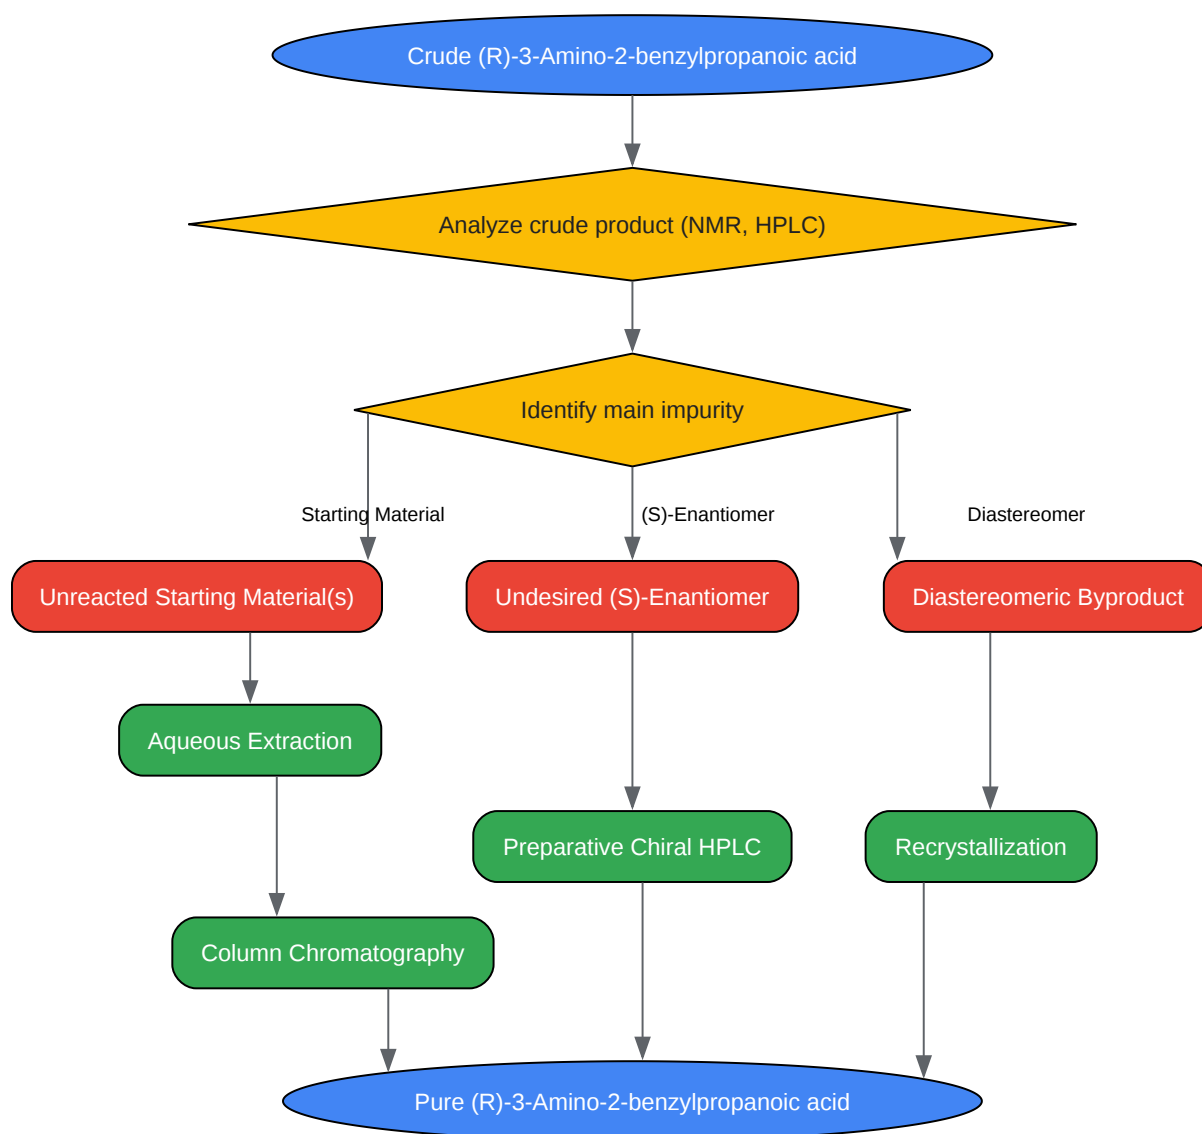 Crude (R)-3-Amino-2-benzylpropanoic acid
Analyze crude product (NMR, HPLC)
Identify main impurity
Starting Material
(S)-Enantiomer
Diastereomer
Unreacted Starting Material(s)
Undesired (S)-Enantiomer
Diastereomeric Byproduct
Aqueous Extraction
Preparative Chiral HPLC
Recrystallization
Column Chromatography
Pure (R)-3-Amino-2-benzylpropanoic acid